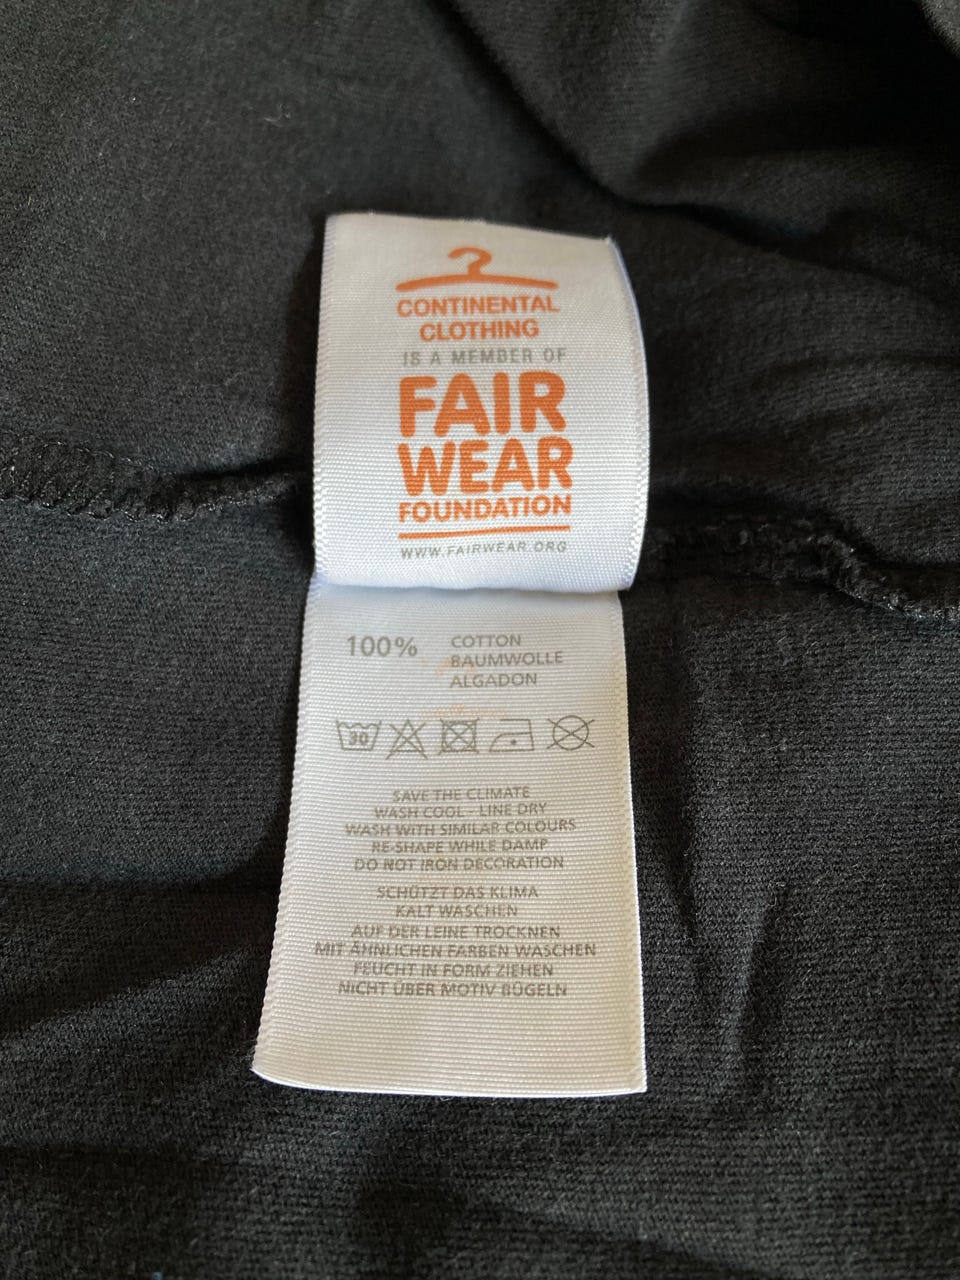 CONTINENTAL
CLOTHING
IS A MEMBER OF
FAIR
WEAR
FOUNDATION
WWW.FAIRWEAR.ORG
100% COTTON
BAUMWOLLE
ALGADON
30
SAVE THE CLIMATE
WASH COOL - LINE DRY
WASH WITH SIMILAR COLOURS
RE-SHAPE WHILE DAMP
DO NOT IRON DECORATION
SCHÜTZT DAS KLIMA
KALT WASCHEN
AUF DER LEINE TROCKNEN
MIT ÄHNLICHEN FARBEN WASCHEN
FEUCHT IN FORM ZIEHEN
NICHT ÜBER MOTIV BÜGELN